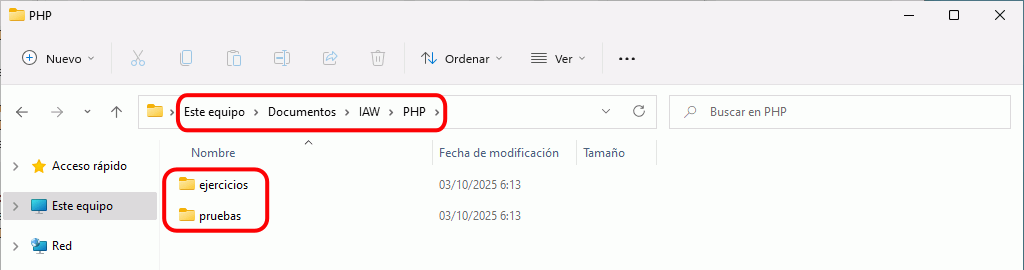 PHP
Nuevo Ordenar Ver
Este equipo Documentos IAW PHP Buscar en PHP
Nombre Fecha de modificación Tamaño
Acceso rápido
ejercicios 03/10/2025 6:13
Este equipo
pruebas 03/10/2025 6:13
Red